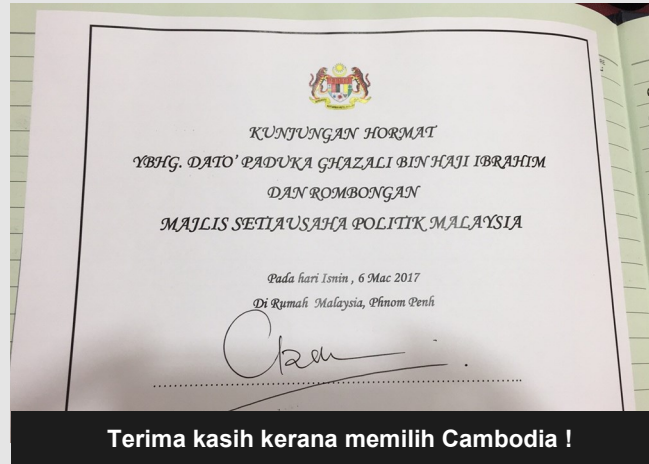 KUNJUNGAN HORMAT
YBHG. DATO' PADUKA GHAZALI BIN HAJI IBRAHIM
DAN ROMBONGAN
MAJLIS SETIAUSAHA POLITIK MALAYSIA
Pada hari Isnin , 6 Mac 2017
Di Rumah Malaysia, Phnom Penh
Terima kasih kerana memilih Cambodia !